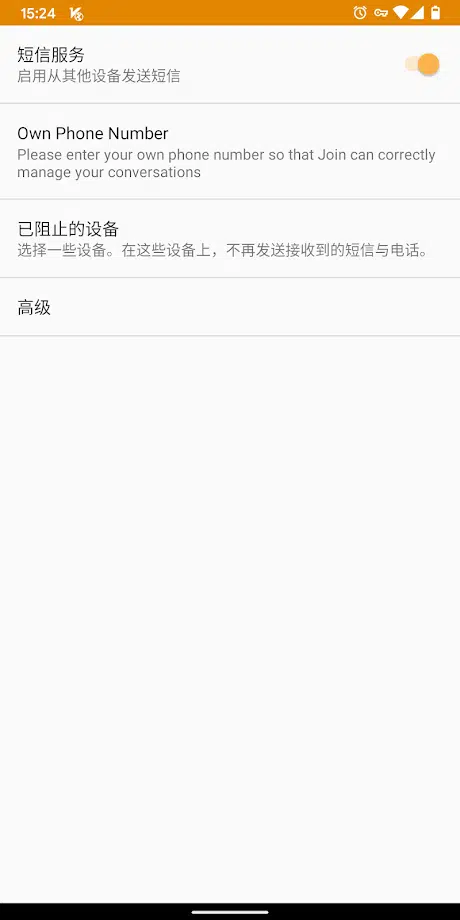 15:24
短信服务
启用从其他设备发送短信
Own Phone Number
Please enter your own phone number so that Join can correctly
manage your conversations
已阻止的设备
选择一些设备。在这些设备上，不再发送接收到的短信与电话。
高级